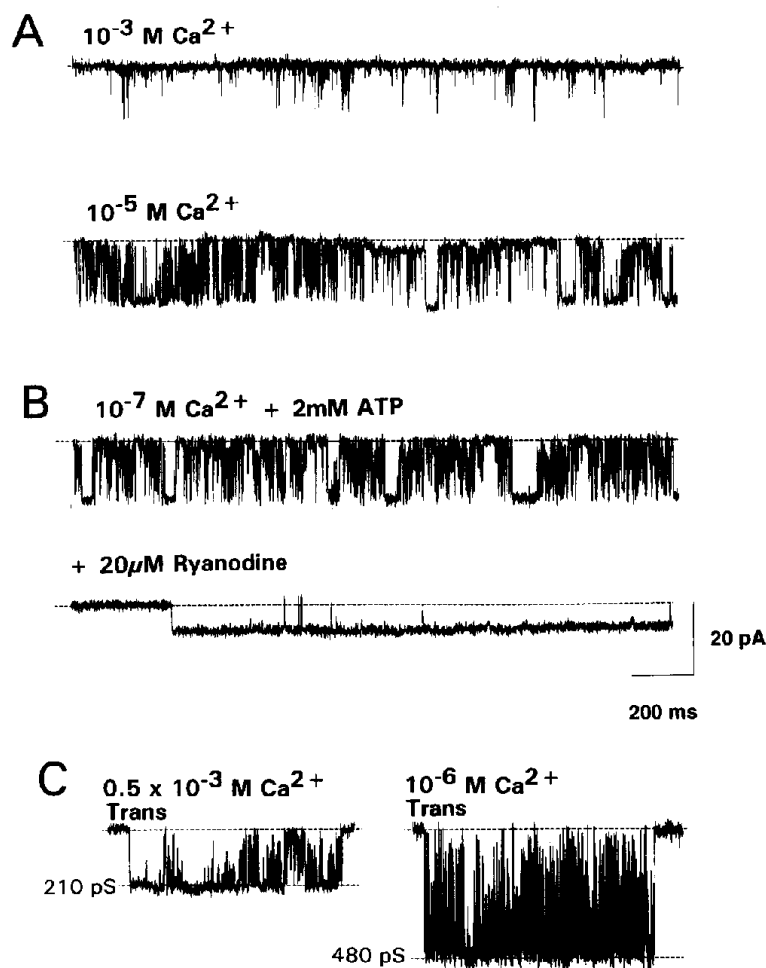 A
10⁻³ M Ca²⁺
10⁻⁵ M Ca²⁺
B
10⁻⁷ M Ca²⁺ + 2mM ATP
+ 20µM Ryanodine
20 pA
200 ms
C
0.5 x 10⁻³ M Ca²⁺
Trans
210 pS
10⁻⁶ M Ca²⁺
Trans
480 pS